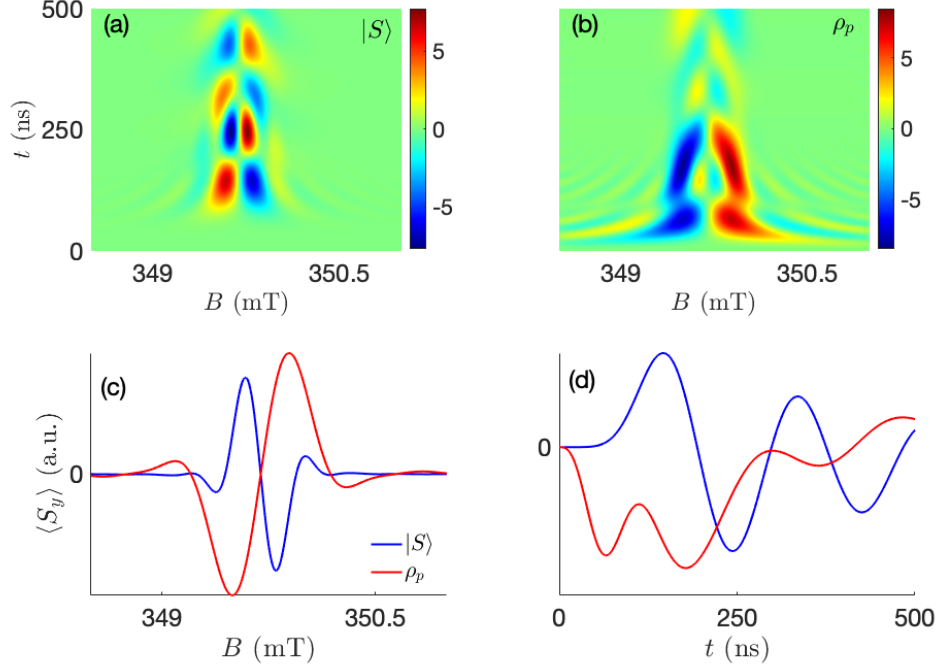 (a)
|S⟩
500
250
0
t (ns)
349
350.5
B (mT)
5
0
-5
(b)
ρp
349
350.5
B (mT)
5
0
-5
(c)
0
⟨Sy⟩ (a.u.)
|S⟩
ρp
349
350.5
B (mT)
(d)
0
0
250
500
t (ns)